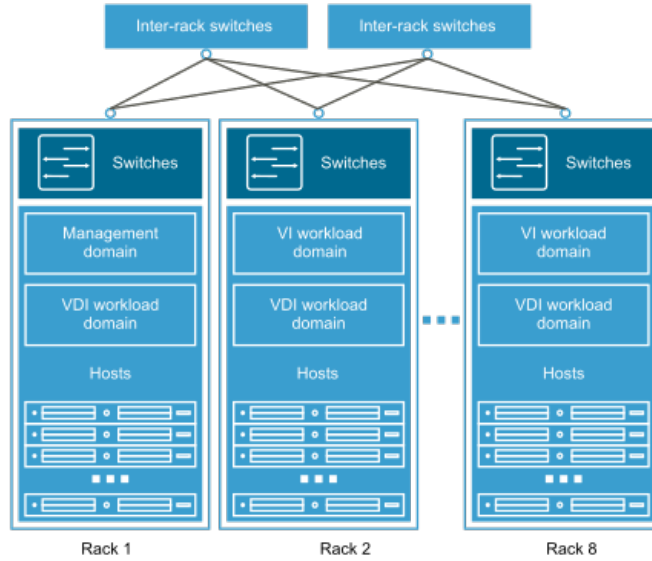 Inter-rack switches
Inter-rack switches
Switches
Switches
Switches
Management
domain
VI workload
domain
VI workload
domain
VDI workload
domain
VDI workload
domain
VDI workload
domain
Hosts
Hosts
Hosts
Rack 1
Rack 2
Rack 8